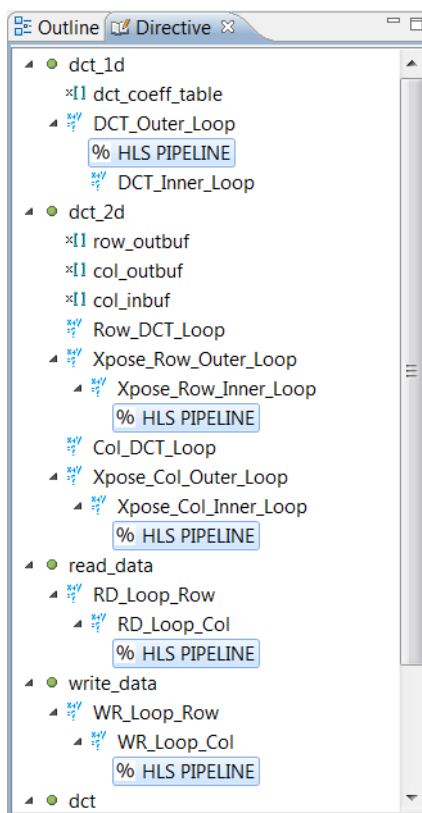 Outline Directive
dct_1d
×[] dct_coeff_table
DCT_Outer_Loop
% HLS PIPELINE
DCT_Inner_Loop
dct_2d
×[] row_outbuf
×[] col_outbuf
×[] col_inbuf
Row_DCT_Loop
Xpose_Row_Outer_Loop
Xpose_Row_Inner_Loop
% HLS PIPELINE
Col_DCT_Loop
Xpose_Col_Outer_Loop
Xpose_Col_Inner_Loop
% HLS PIPELINE
read_data
RD_Loop_Row
RD_Loop_Col
% HLS PIPELINE
write_data
WR_Loop_Row
WR_Loop_Col
% HLS PIPELINE
dct